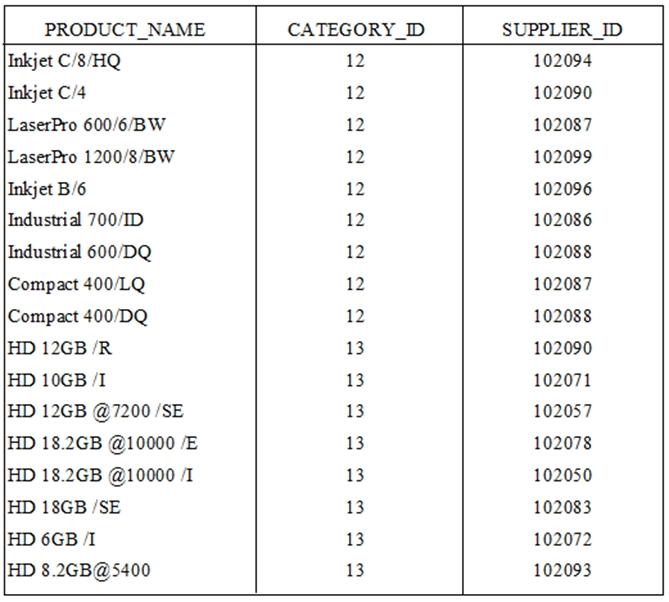 PRODUCT_NAME CATEGORY_ID SUPPLIER_ID
Inkjet C/8/HQ 12 102094
Inkjet C/4 12 102090
LaserPro 600/6/BW 12 102087
LaserPro 1200/8/BW 12 102099
Inkjet B/6 12 102096
Industrial 700/ID 12 102086
Industrial 600/DQ 12 102088
Compact 400/LQ 12 102087
Compact 400/DQ 12 102088
HD 12GB /R 13 102090
HD 10GB /I 13 102071
HD 12GB @7200 /SE 13 102057
HD 18.2GB @10000 /E 13 102078
HD 18.2GB @10000 /I 13 102050
HD 18GB /SE 13 102083
HD 6GB /I 13 102072
HD 8.2GB@5400 13 102093